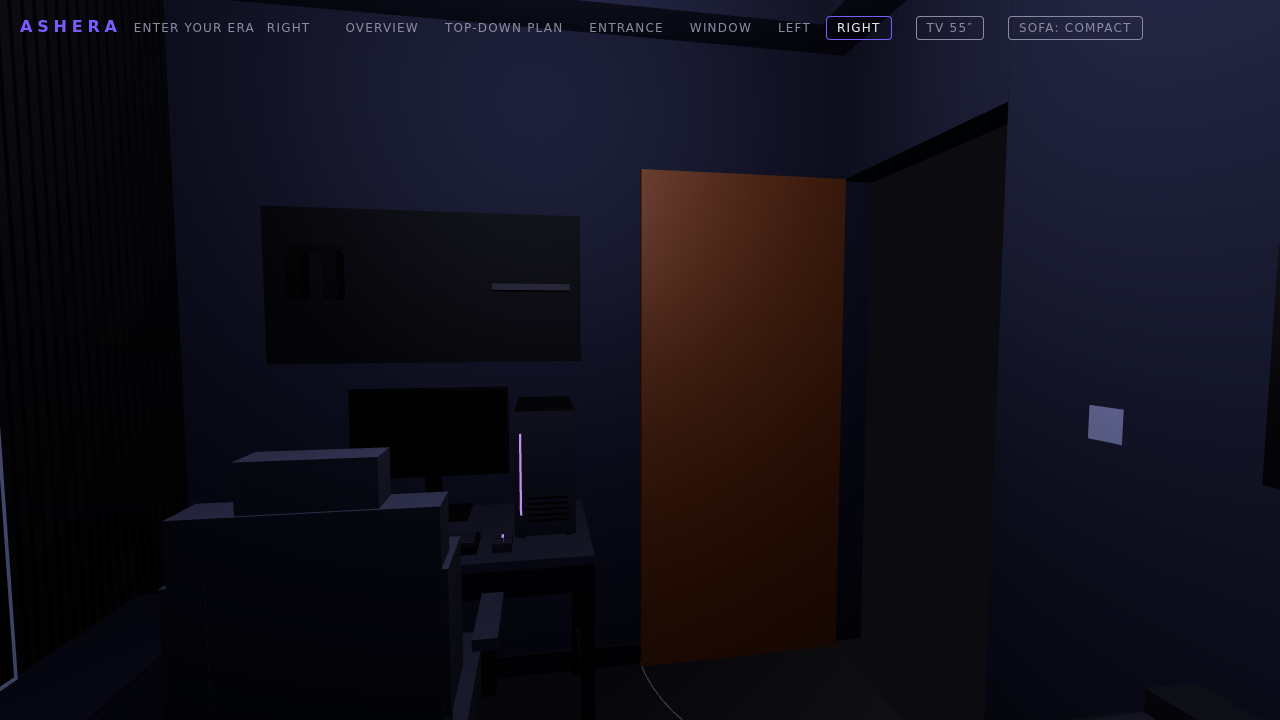 ASHERA ENTER YOUR ERA RIGHT OVERVIEW TOP-DOWN PLAN ENTRANCE WINDOW LEFT RIGHT TV 55″ SOFA: COMPACT